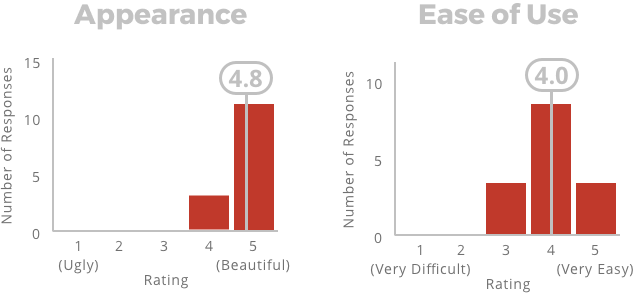 Appearance
Number of Responses
15
10
5
0
4.8
1 2 3 4 5
(Ugly) (Beautiful)
Rating
Ease of Use
Number of Responses
10
5
0
4.0
1 2 3 4 5
(Very Difficult) (Very Easy)
Rating